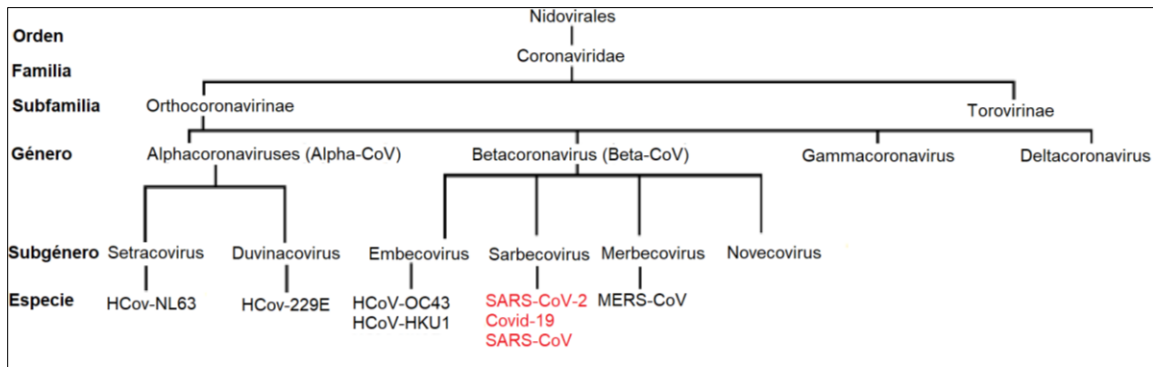 Nidovirales
Orden
Coronaviridae
Familia
Subfamilia Orthocoronavirinae Torovirinae
Género Alphacoronaviruses (Alpha-CoV) Betacoronavirus (Beta-CoV) Gammacoronavirus Deltacoronavirus
Subgénero Setracovirus Duvinacovirus Embecovirus Sarbecovirus Merbecovirus Novecovirus
Especie HCov-NL63 HCov-229E HCoV-OC43 SARS-CoV-2 MERS-CoV
HCoV-HKU1 Covid-19
SARS-CoV